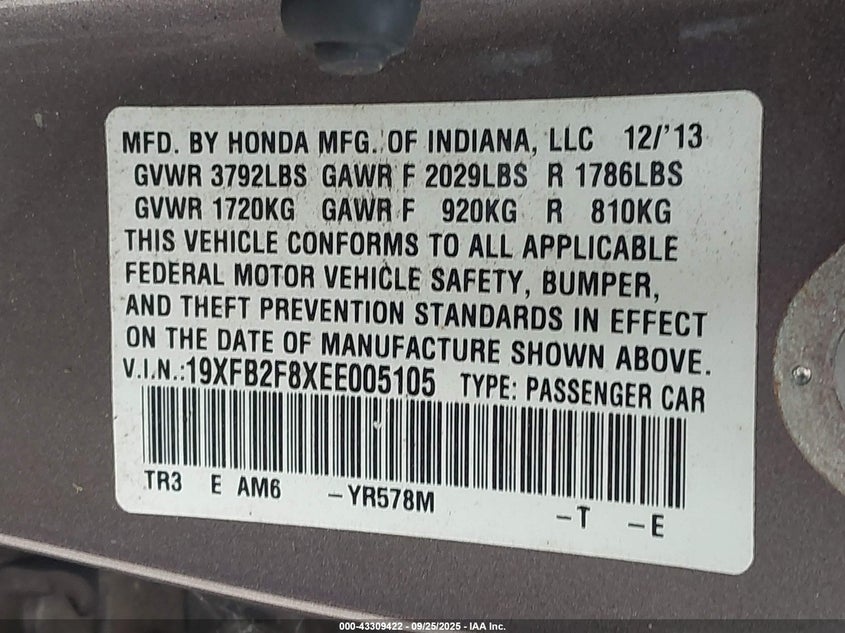 MFD. BY HONDA MFG. OF INDIANA, LLC 12/'13
GVWR 3792LBS GAWR F 2029LBS R 1786LBS
GVWR 1720KG GAWR F 920KG R 810KG
THIS VEHICLE CONFORMS TO ALL APPLICABLE
FEDERAL MOTOR VEHICLE SAFETY, BUMPER,
AND THEFT PREVENTION STANDARDS IN EFFECT
ON THE DATE OF MANUFACTURE SHOWN ABOVE.
V.I.N.:19XFB2F8XEE005105 TYPE: PASSENGER CAR
TR3 E AM6 -YR578M -T -E
000-43309422 - 09/25/2025 - IAA Inc.